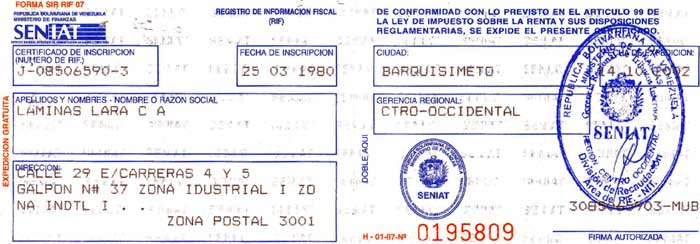 FORMA SIR RIF 07
REPÚBLICA BOLIVARIANA DE VENEZUELA
MINISTERIO DE FINANZAS
SENIAT
REGISTRO DE INFORMACION FISCAL
(RIF)
DE CONFORMIDAD CON LO PREVISTO EN EL ARTICULO 99 DE
LA LEY DE IMPUESTO SOBRE LA RENTA Y SUS DISPOSICIONES
REGLAMENTARIAS, SE EXPIDE EL PRESENTE CERTIFICADO.
CERTIFICADO DE INSCRIPCION
(NUMERO DE RIF)
J-08506590-3
FECHA DE INSCRIPCION:
25 03 1980
CIUDAD:
BARQUISIMETO
EXPEDICION:
14 10 2002
APELLIDOS Y NOMBRES - NOMBRE O RAZON SOCIAL
LAMINAS LARA C A
GERENCIA REGIONAL:
CTRO-OCCIDENTAL
EXPEDICION GRATUITA
DIRECCION:
CALLE 29 E/CARRERAS 4 Y 5
GALPON N# 37 ZONA IDUSTRIAL I ZO
NA INDTL I . .
ZONA POSTAL 3001
DOBLE AQUI
SENIAT
H - 01-07-Nº 0195809
REPUBLICA BOLIVARIANA DE VENEZUELA
MINISTERIO DE FINANZAS
SENIAT
REGION CENTRO OCCIDENTAL
División de Recaudación
Area del RIF - NIT
3085065903-MUB
FIRMA AUTORIZADA